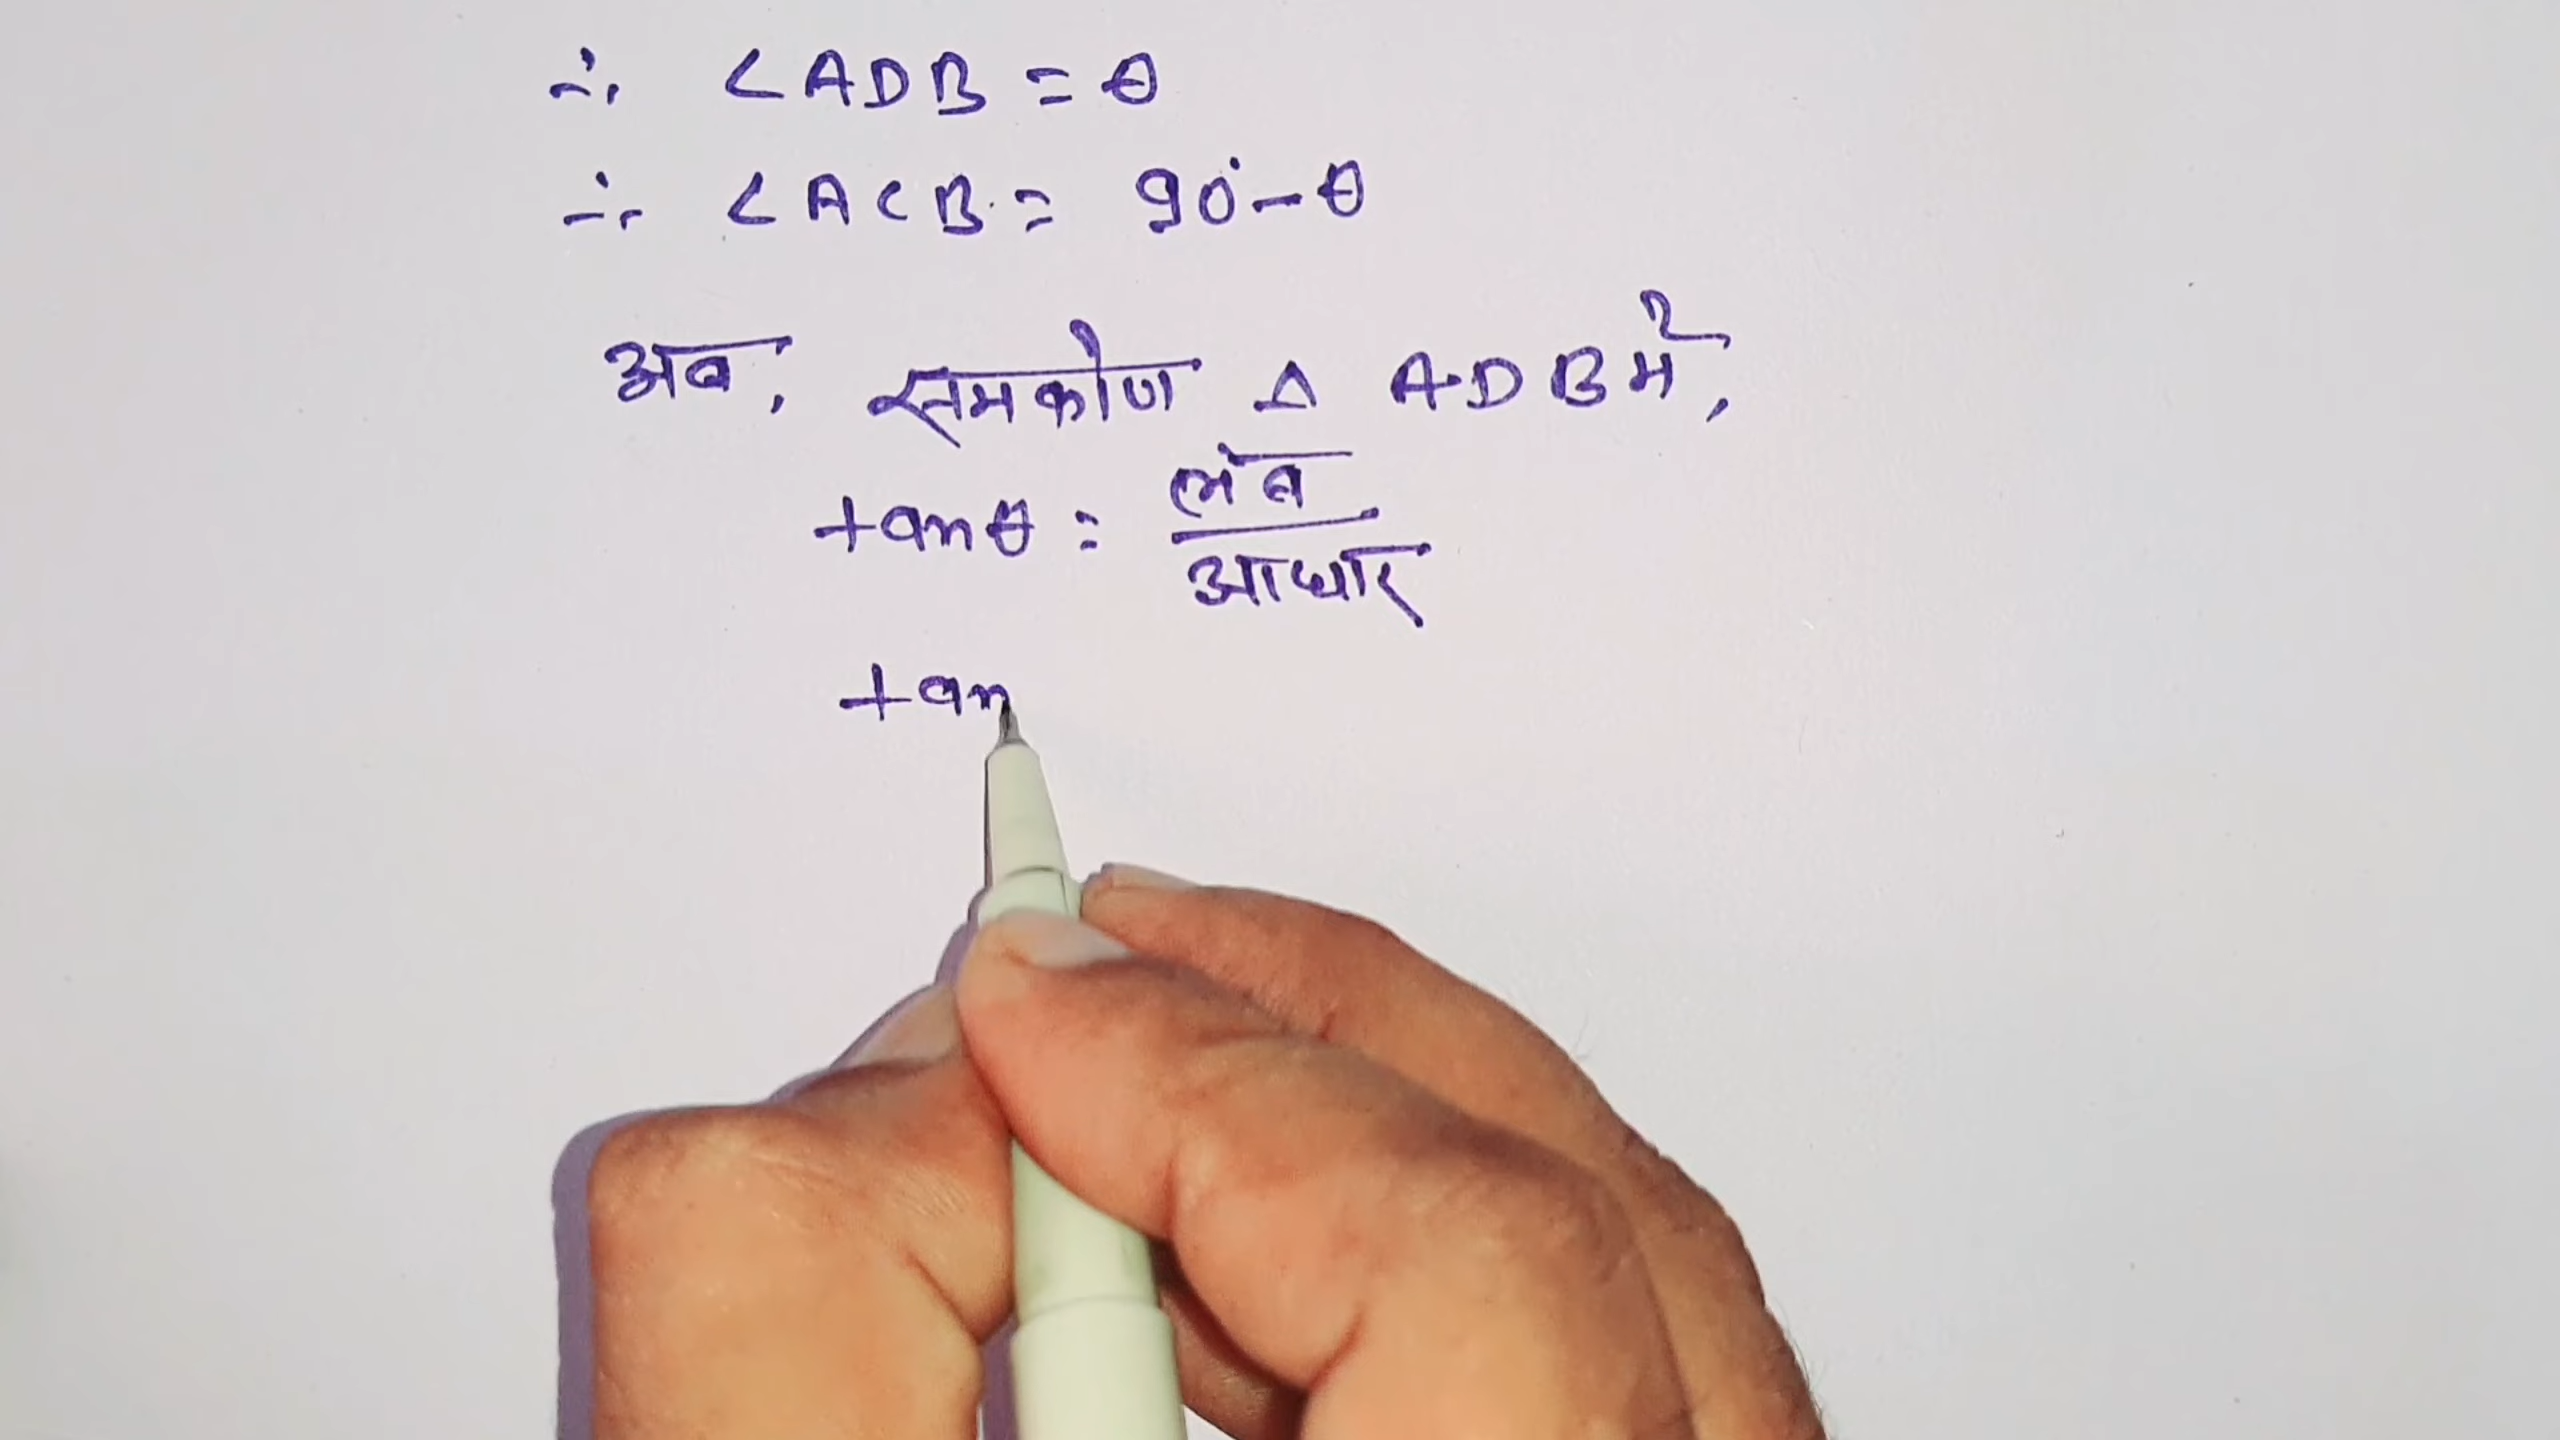 ∴ ∠ADB = θ
∴ ∠ACB = 90°-θ
अब, समकोण Δ ADB में,
tanθ = लंब/आधार
tan